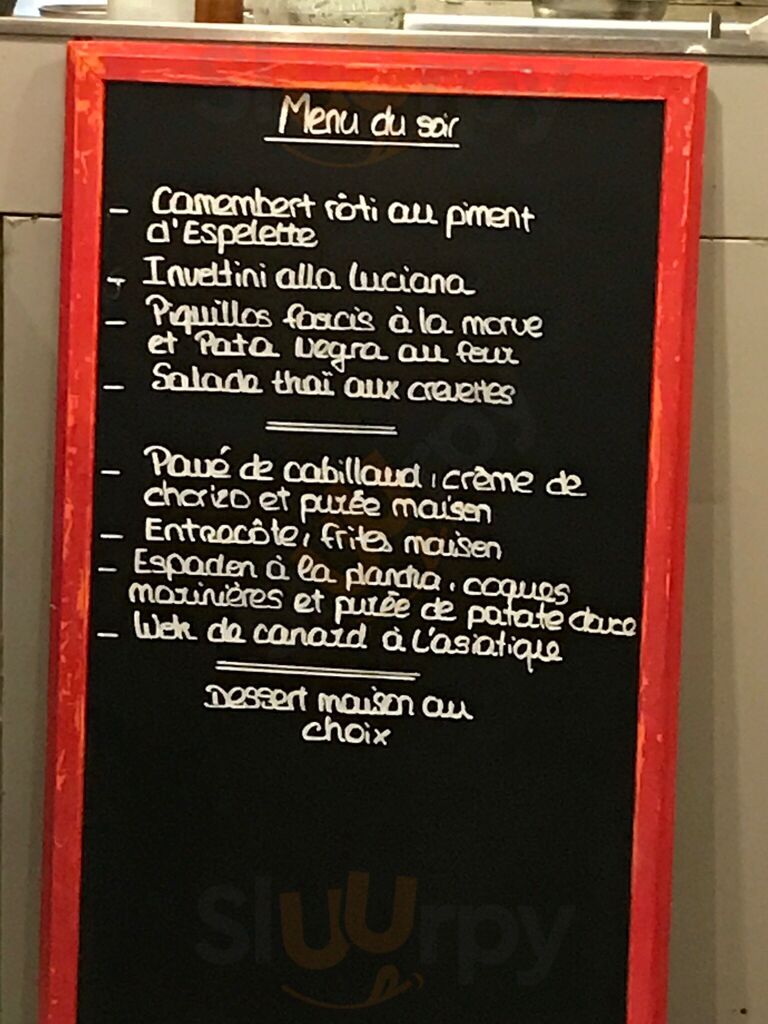 Menu du soir
- Camembert rôti au piment
d'Espelette
- Involtini alla luciana
- Piquillos farcis à la morue
et Pata Negra au four
- Salade thaï aux crevettes
- Pavé de cabillaud, crème de
chorizo et purée maison
- Entrecôte, frites maison
- Espadon à la plancha, coques
marinières et purée de patate douce
- Wok de canard à l'asiatique
Dessert maison au
choix
Sluurpy